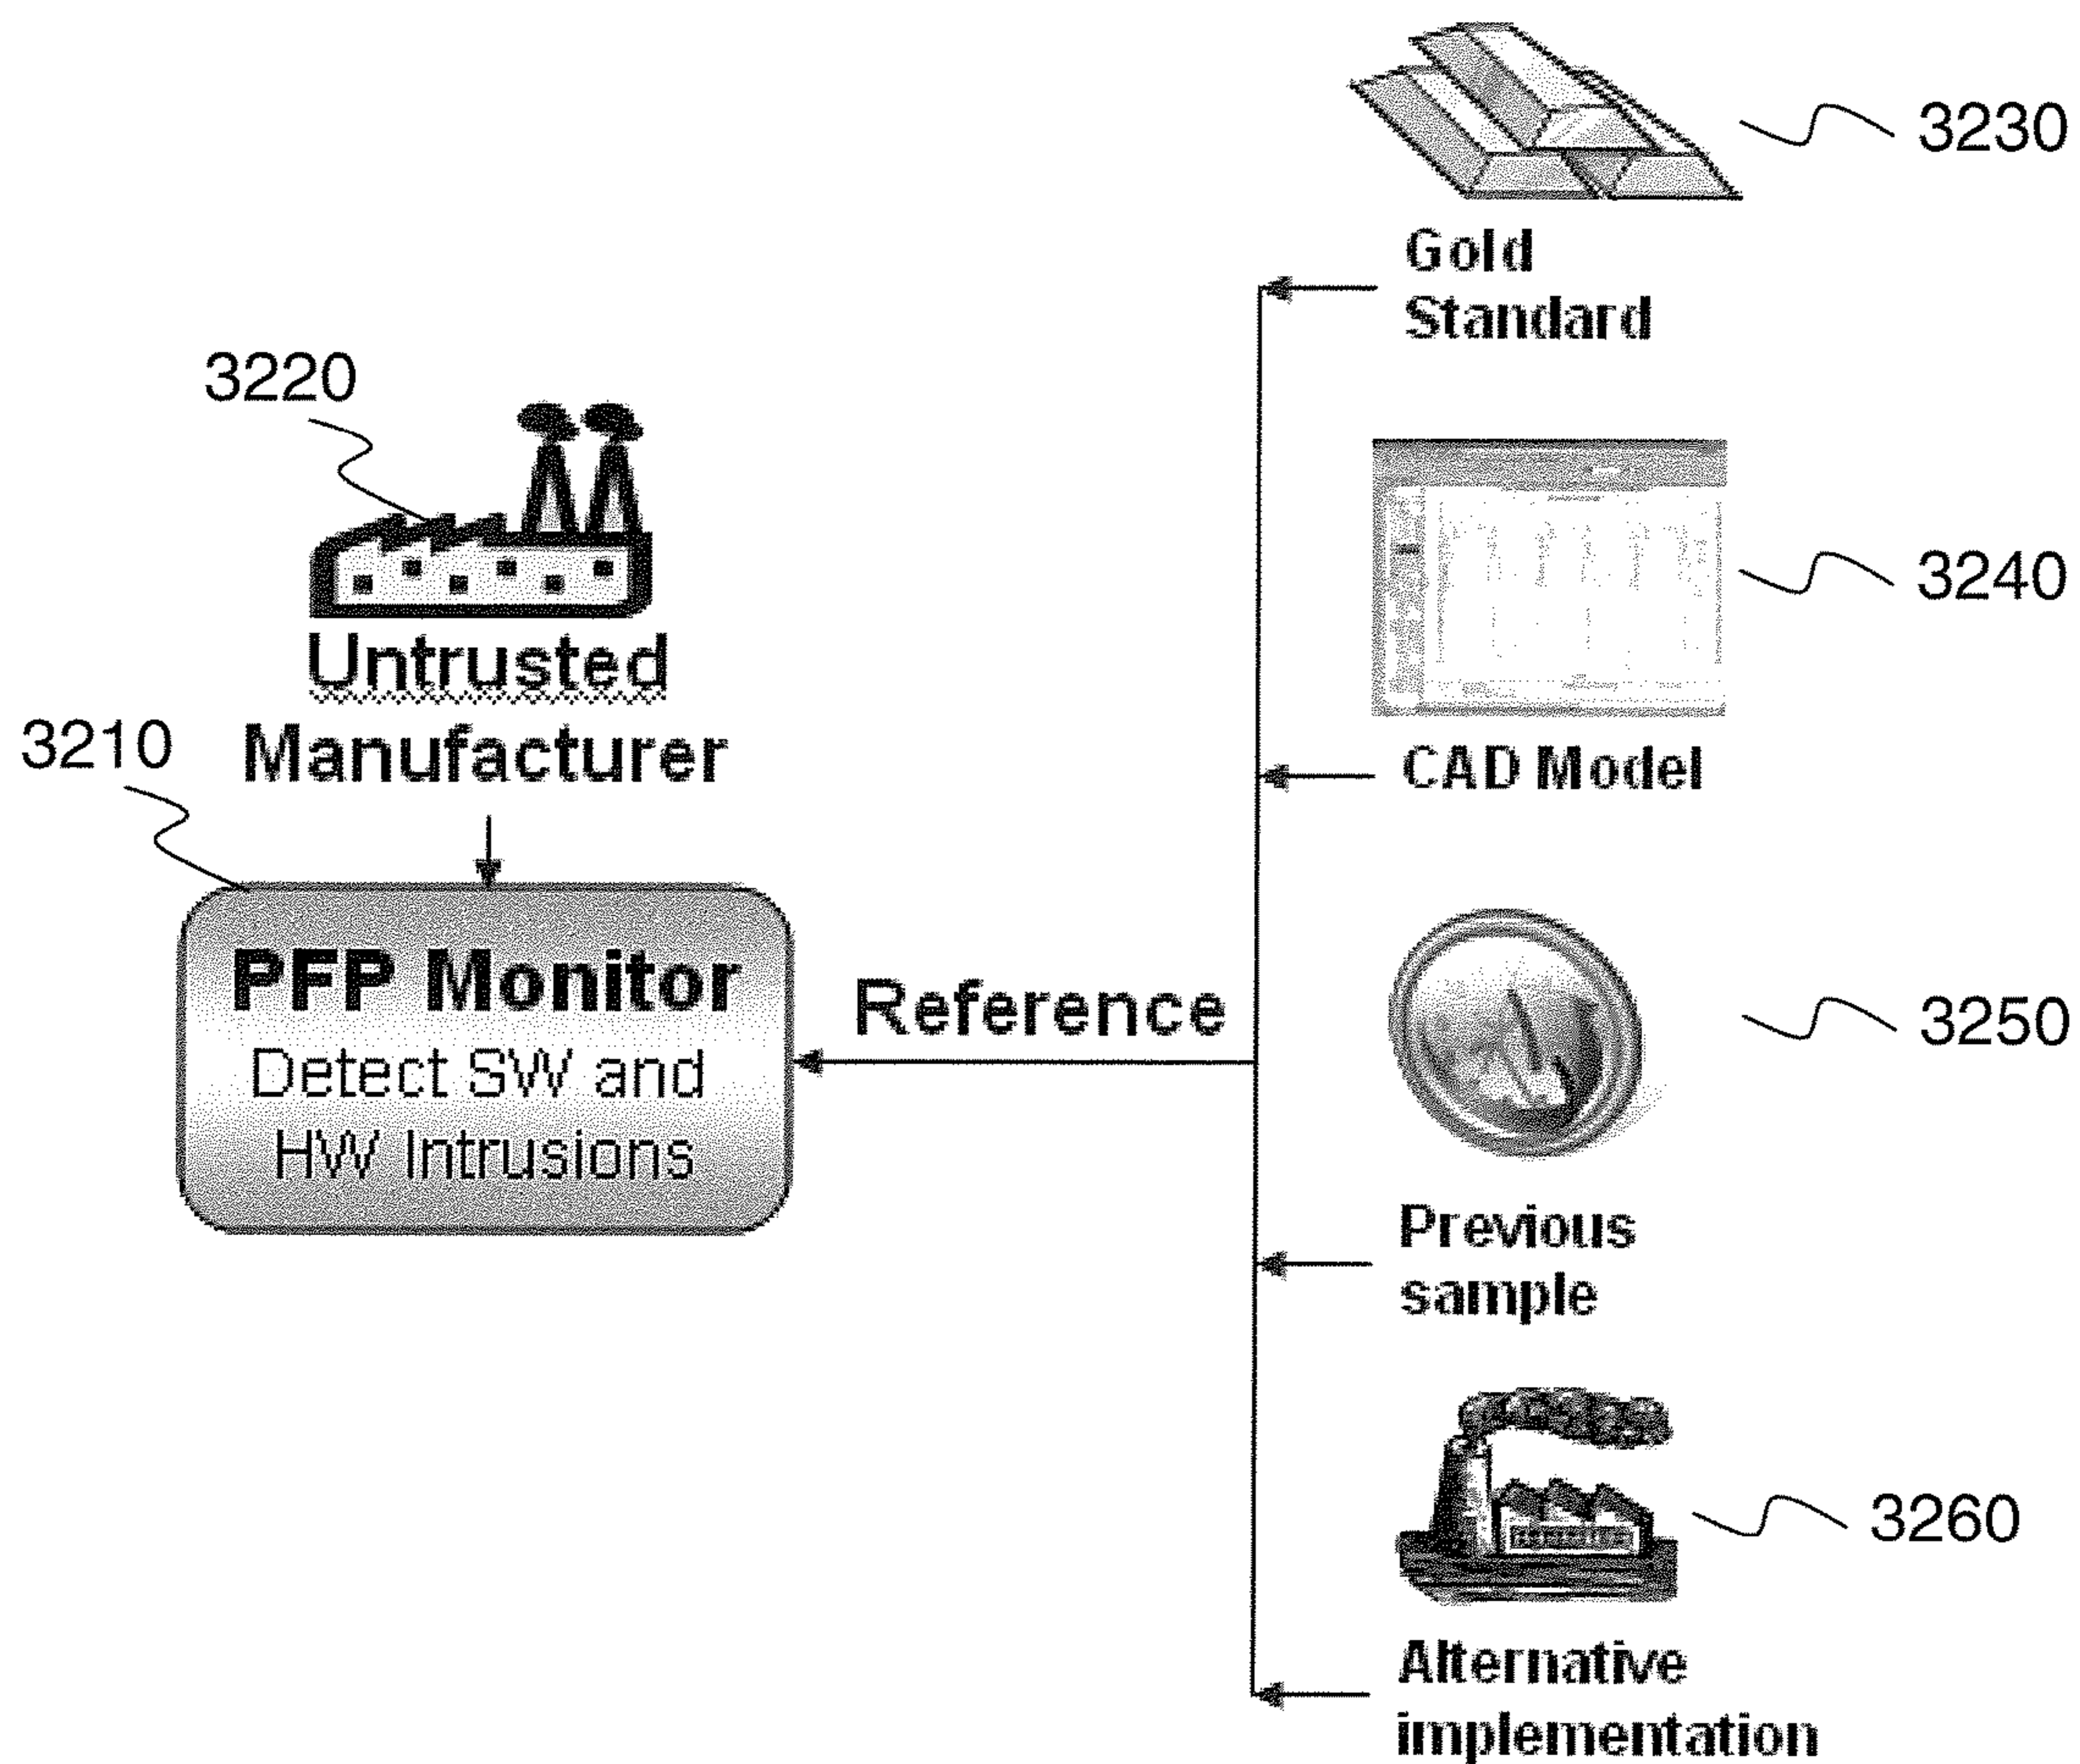 3230
Gold
Standard
3220
3240
Untrusted
Manufacturer
3210
CAD Model
PFP Monitor
Detect SW and
HW Intrusions
Reference
3250
Previous
sample
3260
Alternative
implementation